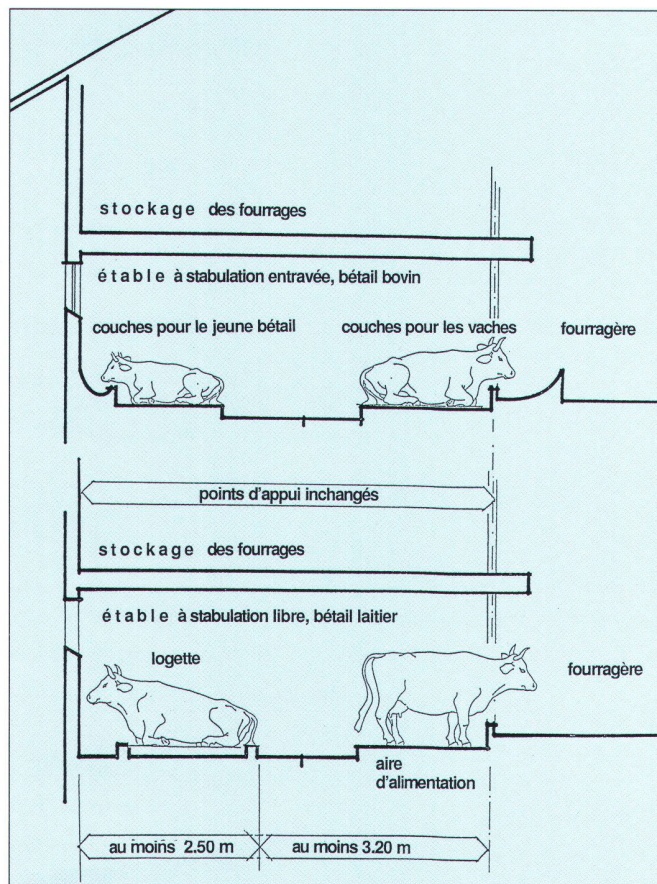 stockage des fourrages
étable à stabulation entravée, bétail bovin
couches pour le jeune bétail couches pour les vaches fourragère
points d'appui inchangés
stockage des fourrages
étable à stabulation libre, bétail laitier
logette fourragère
aire
d'alimentation
au moins 2.50 m au moins 3.20 m